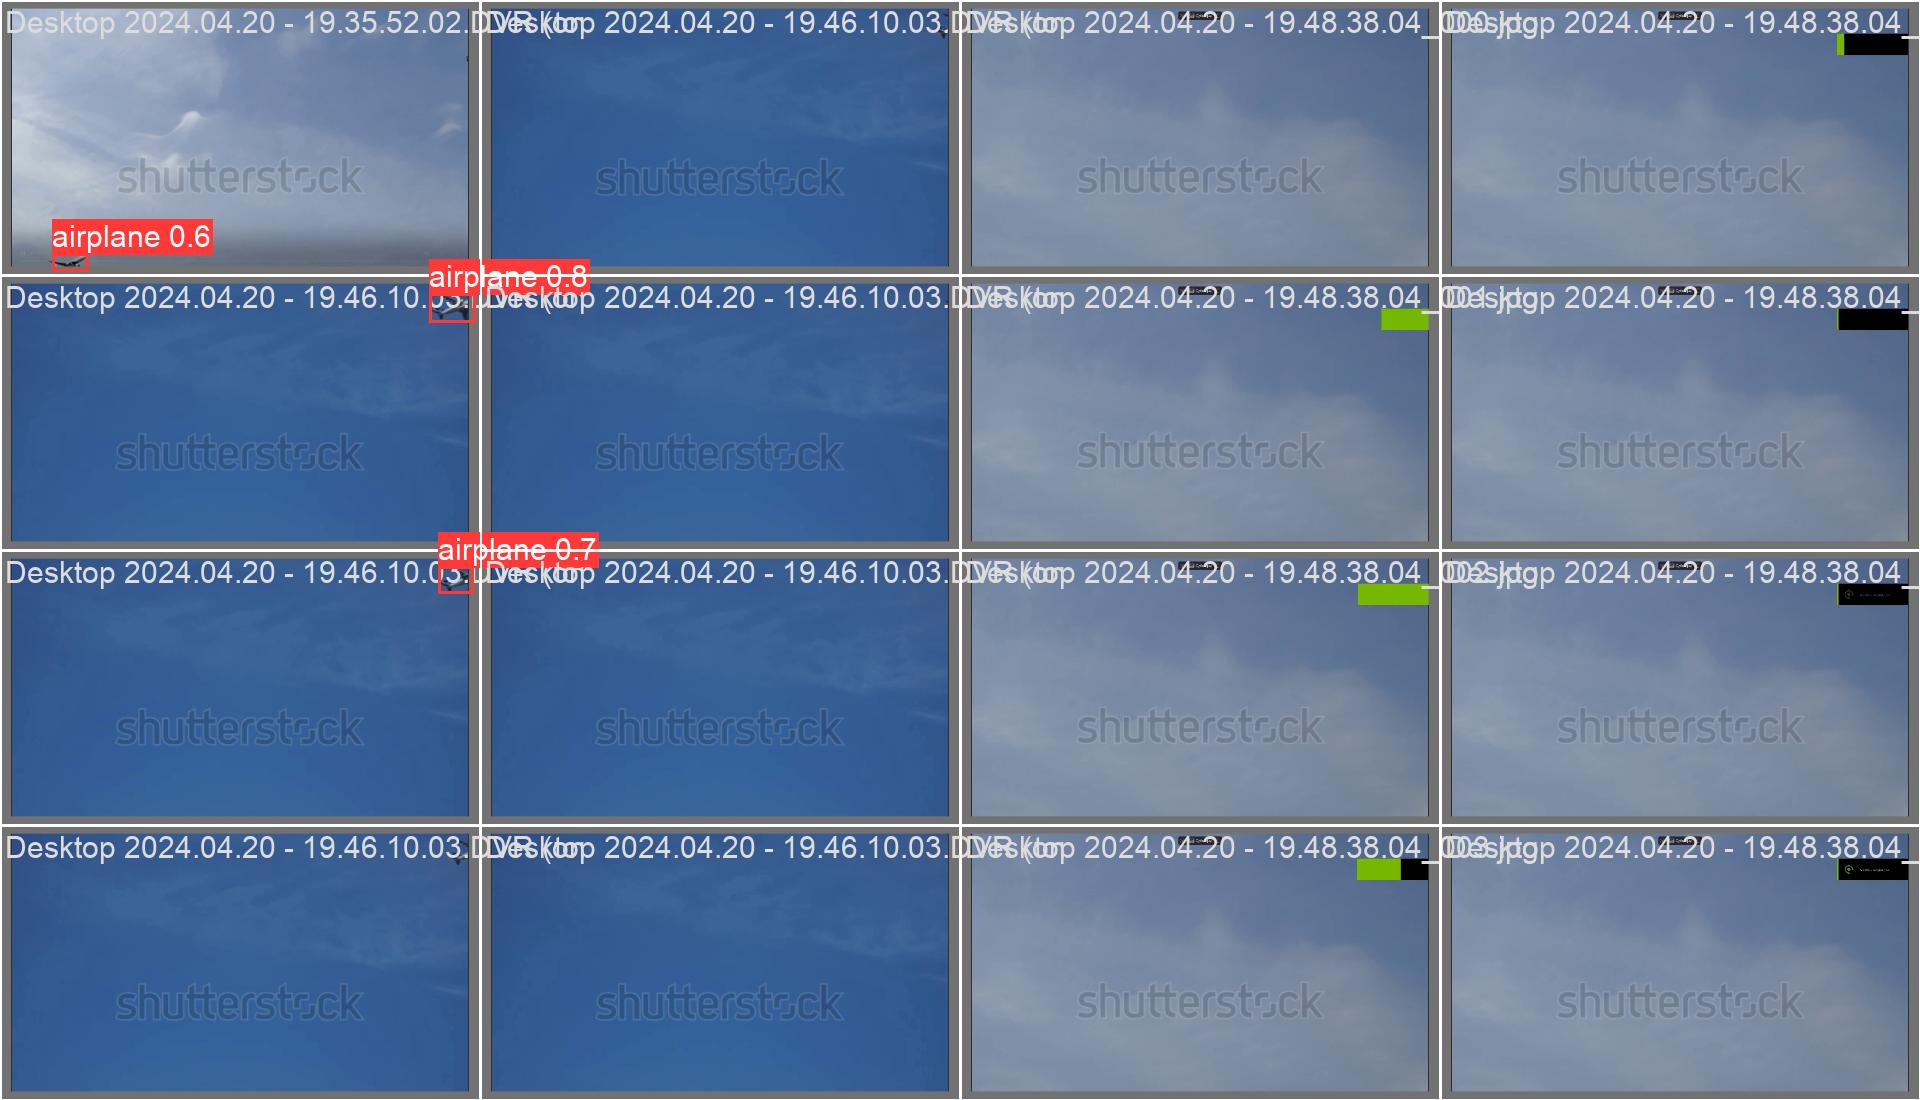 Desktop 2024.04.20 - 19.35.52.02.DVR (
Desktop 2024.04.20 - 19.46.10.03.DVR (
Desktop 2024.04.20 - 19.48.38.04
Desktop 2024.04.20 - 19.48.38.04
shutterstock
shutterstock
shutterstock
shutterstock
airplane 0.6
airplane 0.8
Desktop 2024.04.20 - 19.46.10.03.
Desktop 2024.04.20 - 19.46.10.03.DVR (
Desktop 2024.04.20 - 19.48.38.04
Desktop 2024.04.20 - 19.48.38.04
shutterstock
shutterstock
shutterstock
shutterstock
airplane 0.7
Desktop 2024.04.20 - 19.46.10.03.
Desktop 2024.04.20 - 19.46.10.03.DVR (
Desktop 2024.04.20 - 19.48.38.04
Desktop 2024.04.20 - 19.48.38.04
shutterstock
shutterstock
shutterstock
shutterstock
Desktop 2024.04.20 - 19.46.10.03.DVR (
Desktop 2024.04.20 - 19.46.10.03.DVR (
Desktop 2024.04.20 - 19.48.38.04
Desktop 2024.04.20 - 19.48.38.04
shutterstock
shutterstock
shutterstock
shutterstock